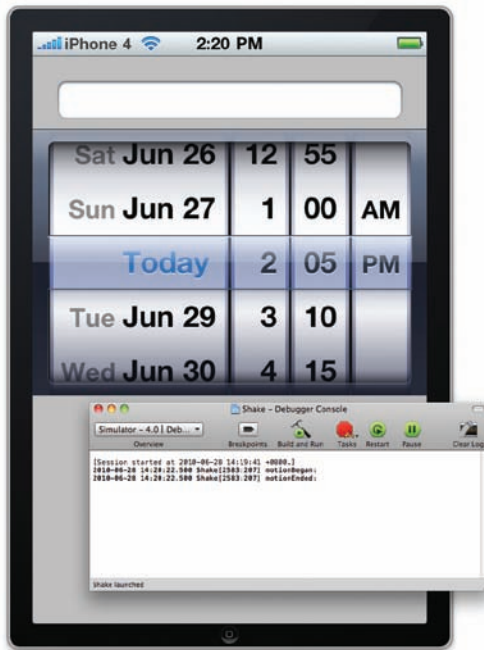 iPhone 4 2:20 PM
Sat Jun 26 12 55
Sun Jun 27 1 00 AM
Today 2 05 PM
Tue Jun 29 3 10
Wed Jun 30 4 15
Shake – Debugger Console
Simulator – 4.0 | Deb...
Overview Breakpoints Build and Run Tasks Restart Pause Clear Log
[Session started at 2010-06-28 14:19:41 +0800.]
2010-06-28 14:20:22.500 Shake[2583:207] motionBegan:
2010-06-28 14:20:22.500 Shake[2583:207] motionEnded:
Shake launched